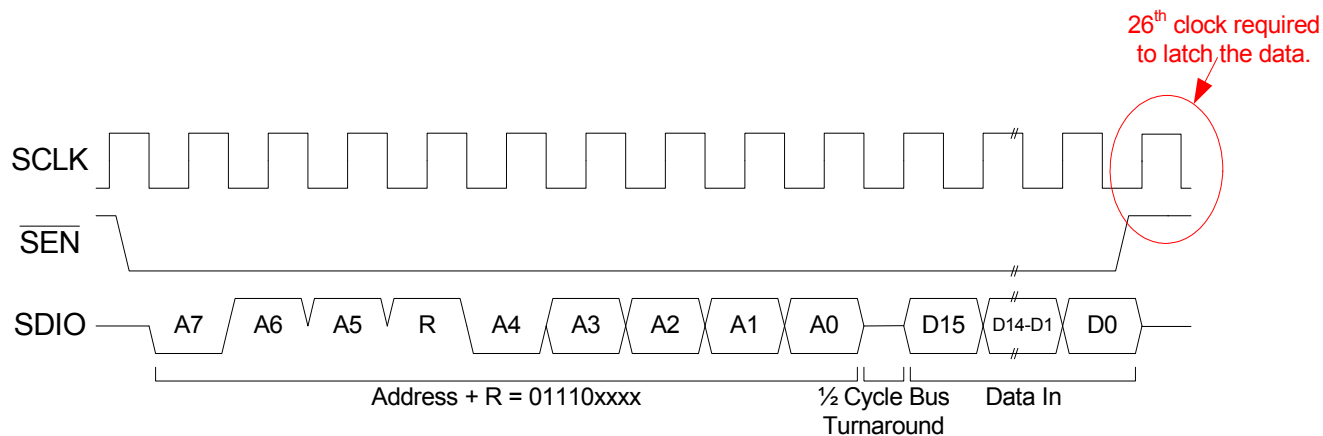 26th clock required
to latch the data.
SCLK
SEN
SDIO
A7 A6 A5 R A4 A3 A2 A1 A0 D15 D14-D1 D0
Address + R = 01110xxxx
½ Cycle Bus
Turnaround
Data In